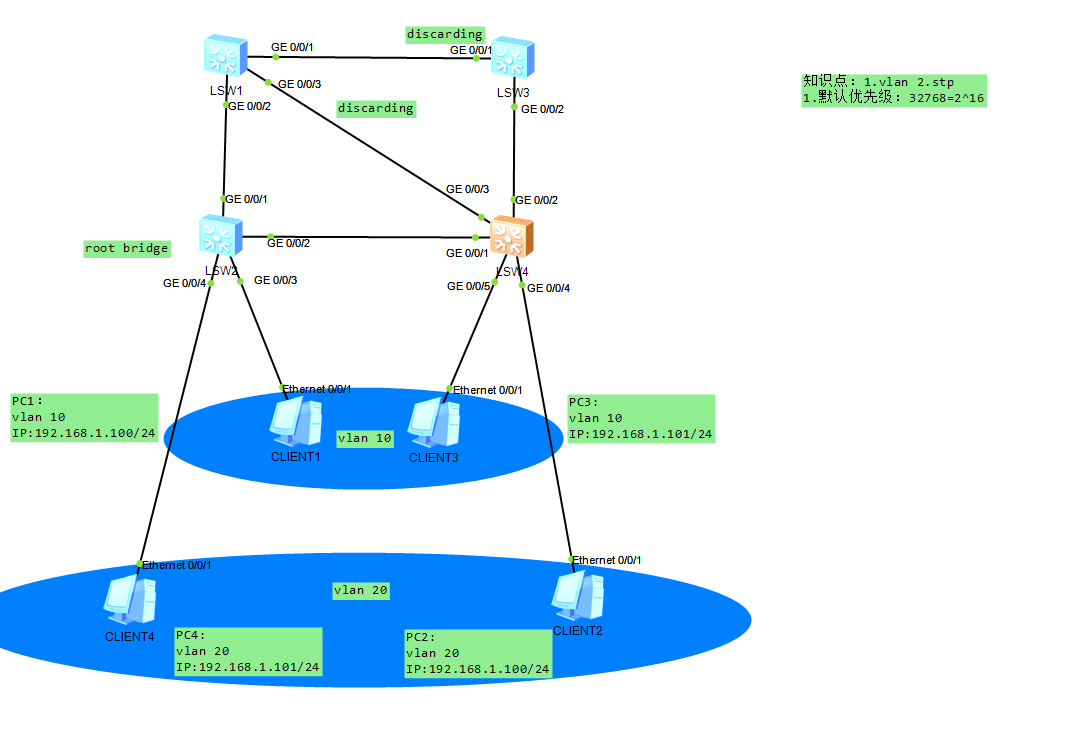 discarding
GE 0/0/1
GE 0/0/1
GE 0/0/3
LSW1
LSW3
GE 0/0/2
discarding
GE 0/0/2
知识点：1.vlan 2.stp
1.默认优先级：32768=2^16
GE 0/0/3
GE 0/0/1
GE 0/0/2
root bridge
GE 0/0/2
GE 0/0/1
LSW2
LSW4
GE 0/0/4
GE 0/0/3
GE 0/0/5
GE 0/0/4
Ethernet 0/0/1
Ethernet 0/0/1
PC1：
vlan 10
IP:192.168.1.100/24
vlan 10
CLIENT1
CLIENT3
PC3：
vlan 10
IP:192.168.1.101/24
Ethernet 0/0/1
Ethernet 0/0/1
vlan 20
CLIENT4
CLIENT2
PC4：
vlan 20
IP:192.168.1.101/24
PC2：
vlan 20
IP:192.168.1.100/24